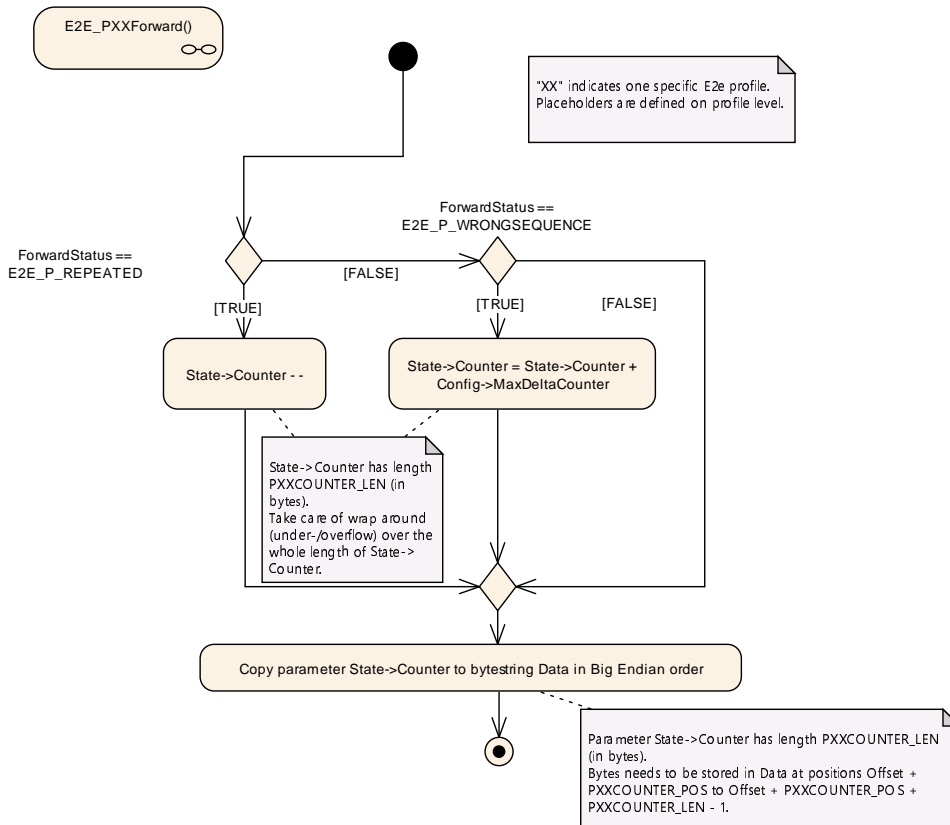 E2E_PXXForward()
"XX" indicates one specific E2e profile.
Placeholders are defined on profile level.
ForwardStatus ==
E2E_P_WRONGSEQUENCE
ForwardStatus ==
E2E_P_REPEATED
[FALSE]
[TRUE]
[TRUE]
[FALSE]
State->Counter - -
State->Counter = State->Counter +
Config->MaxDeltaCounter
State->Counter has length
PXXCOUNTER_LEN (in
bytes).
Take care of wrap around
(under-/overflow) over the
whole length of State->
Counter.
Copy parameter State->Counter to bytestring Data in Big Endian order
Parameter State->Counter has length PXXCOUNTER_LEN
(in bytes).
Bytes needs to be stored in Data at positions Offset +
PXXCOUNTER_POS to Offset + PXXCOUNTER_POS +
PXXCOUNTER_LEN - 1.